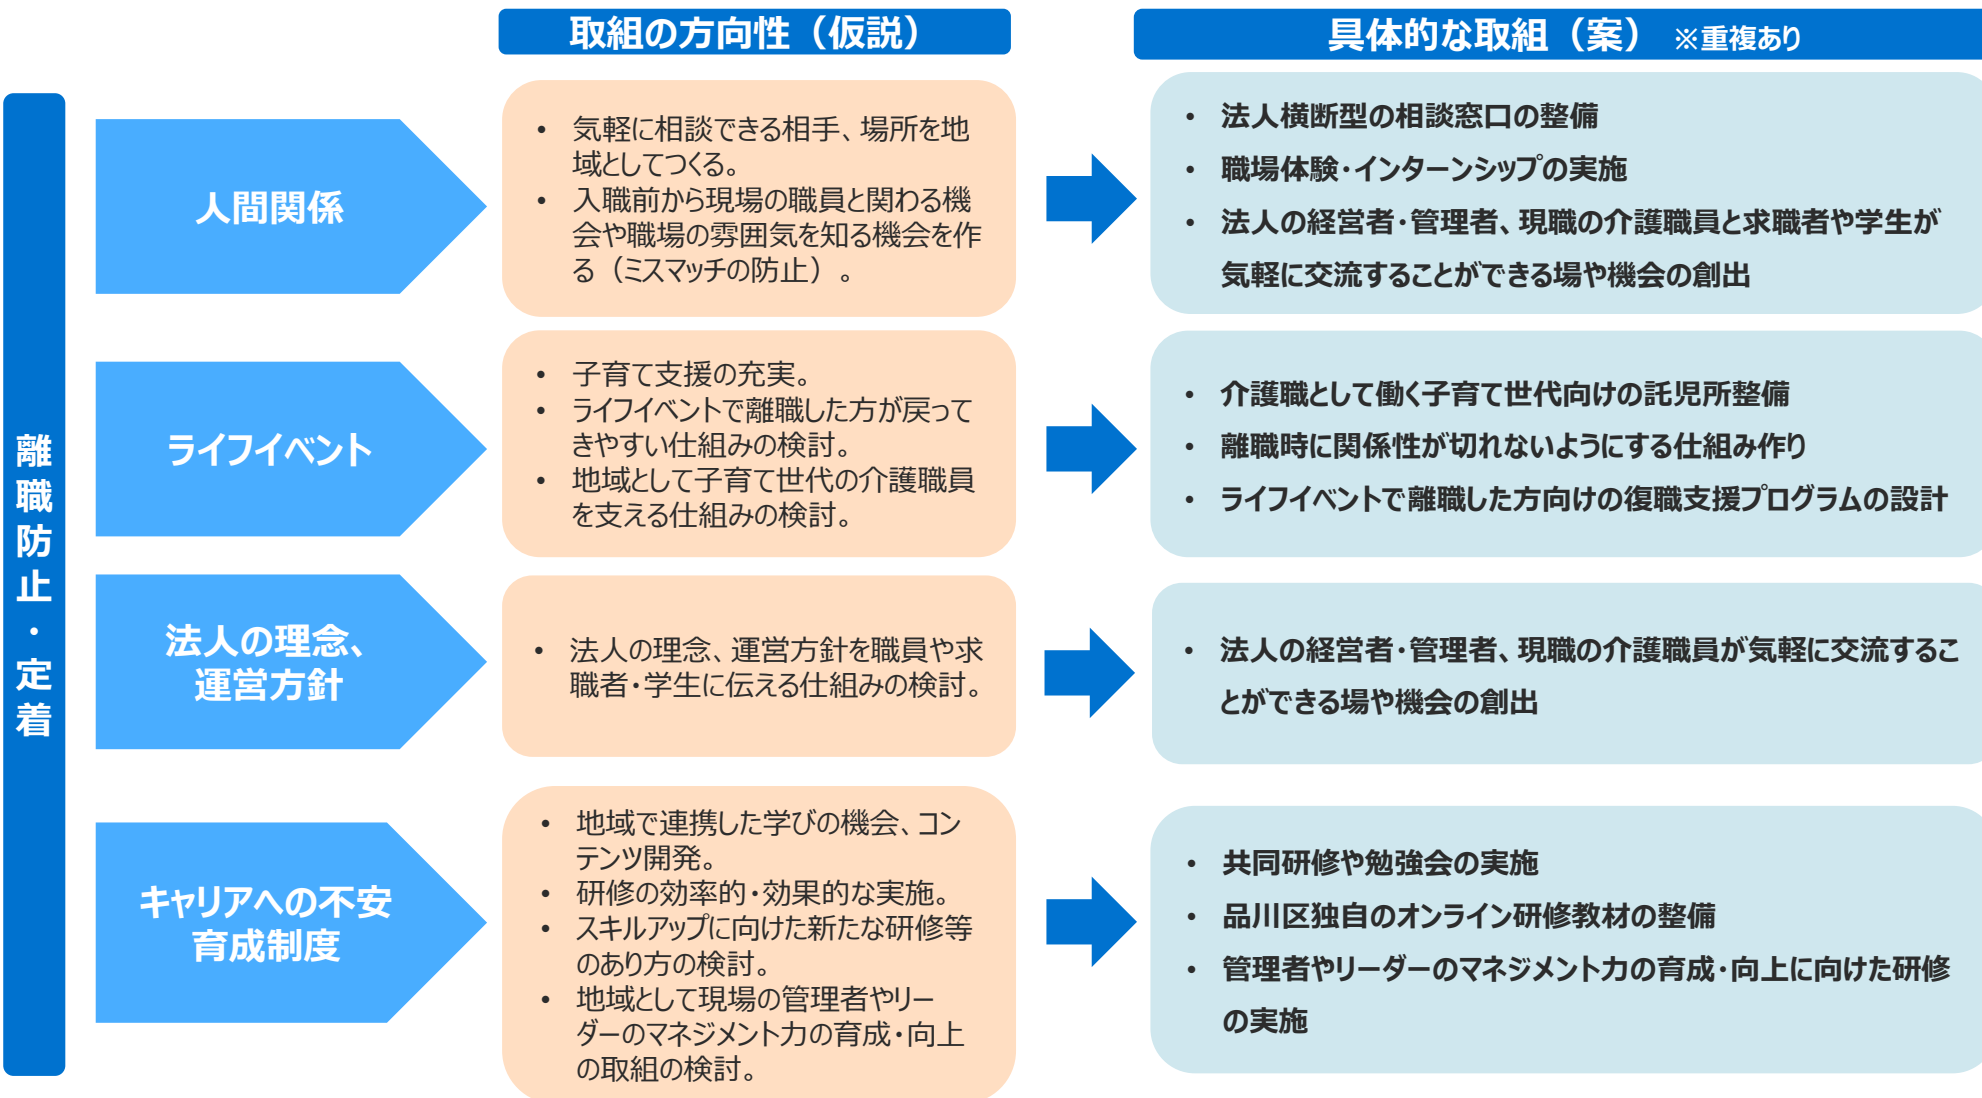 取組の方向性（仮説）
具体的な取組（案） ※重複あり
離職防止・定着
人間関係
• 気軽に相談できる相手、場所を地
域としてつくる。
• 入職前から現場の職員と関わる機
会や職場の雰囲気を知る機会を作
る（ミスマッチの防止）。
• 法人横断型の相談窓口の整備
• 職場体験・インターンシップの実施
• 法人の経営者・管理者、現職の介護職員と求職者や学生が
気軽に交流することができる場や機会の創出
ライフイベント
• 子育て支援の充実。
• ライフイベントで離職した方が戻って
きやすい仕組みの検討。
• 地域として子育て世代の介護職員
を支える仕組みの検討。
• 介護職として働く子育て世代向けの託児所整備
• 離職時に関係性が切れないようにする仕組み作り
• ライフイベントで離職した方向けの復職支援プログラムの設計
法人の理念、
運営方針
• 法人の理念、運営方針を職員や求
職者・学生に伝える仕組みの検討。
• 法人の経営者・管理者、現職の介護職員が気軽に交流するこ
とができる場や機会の創出
キャリアへの不安
育成制度
• 地域で連携した学びの機会、コン
テンツ開発。
• 研修の効率的・効果的な実施。
• スキルアップに向けた新たな研修等
のあり方の検討。
• 地域として現場の管理者やリー
ダーのマネジメント力の育成・向上
の取組の検討。
• 共同研修や勉強会の実施
• 品川区独自のオンライン研修教材の整備
• 管理者やリーダーのマネジメント力の育成・向上に向けた研修
の実施